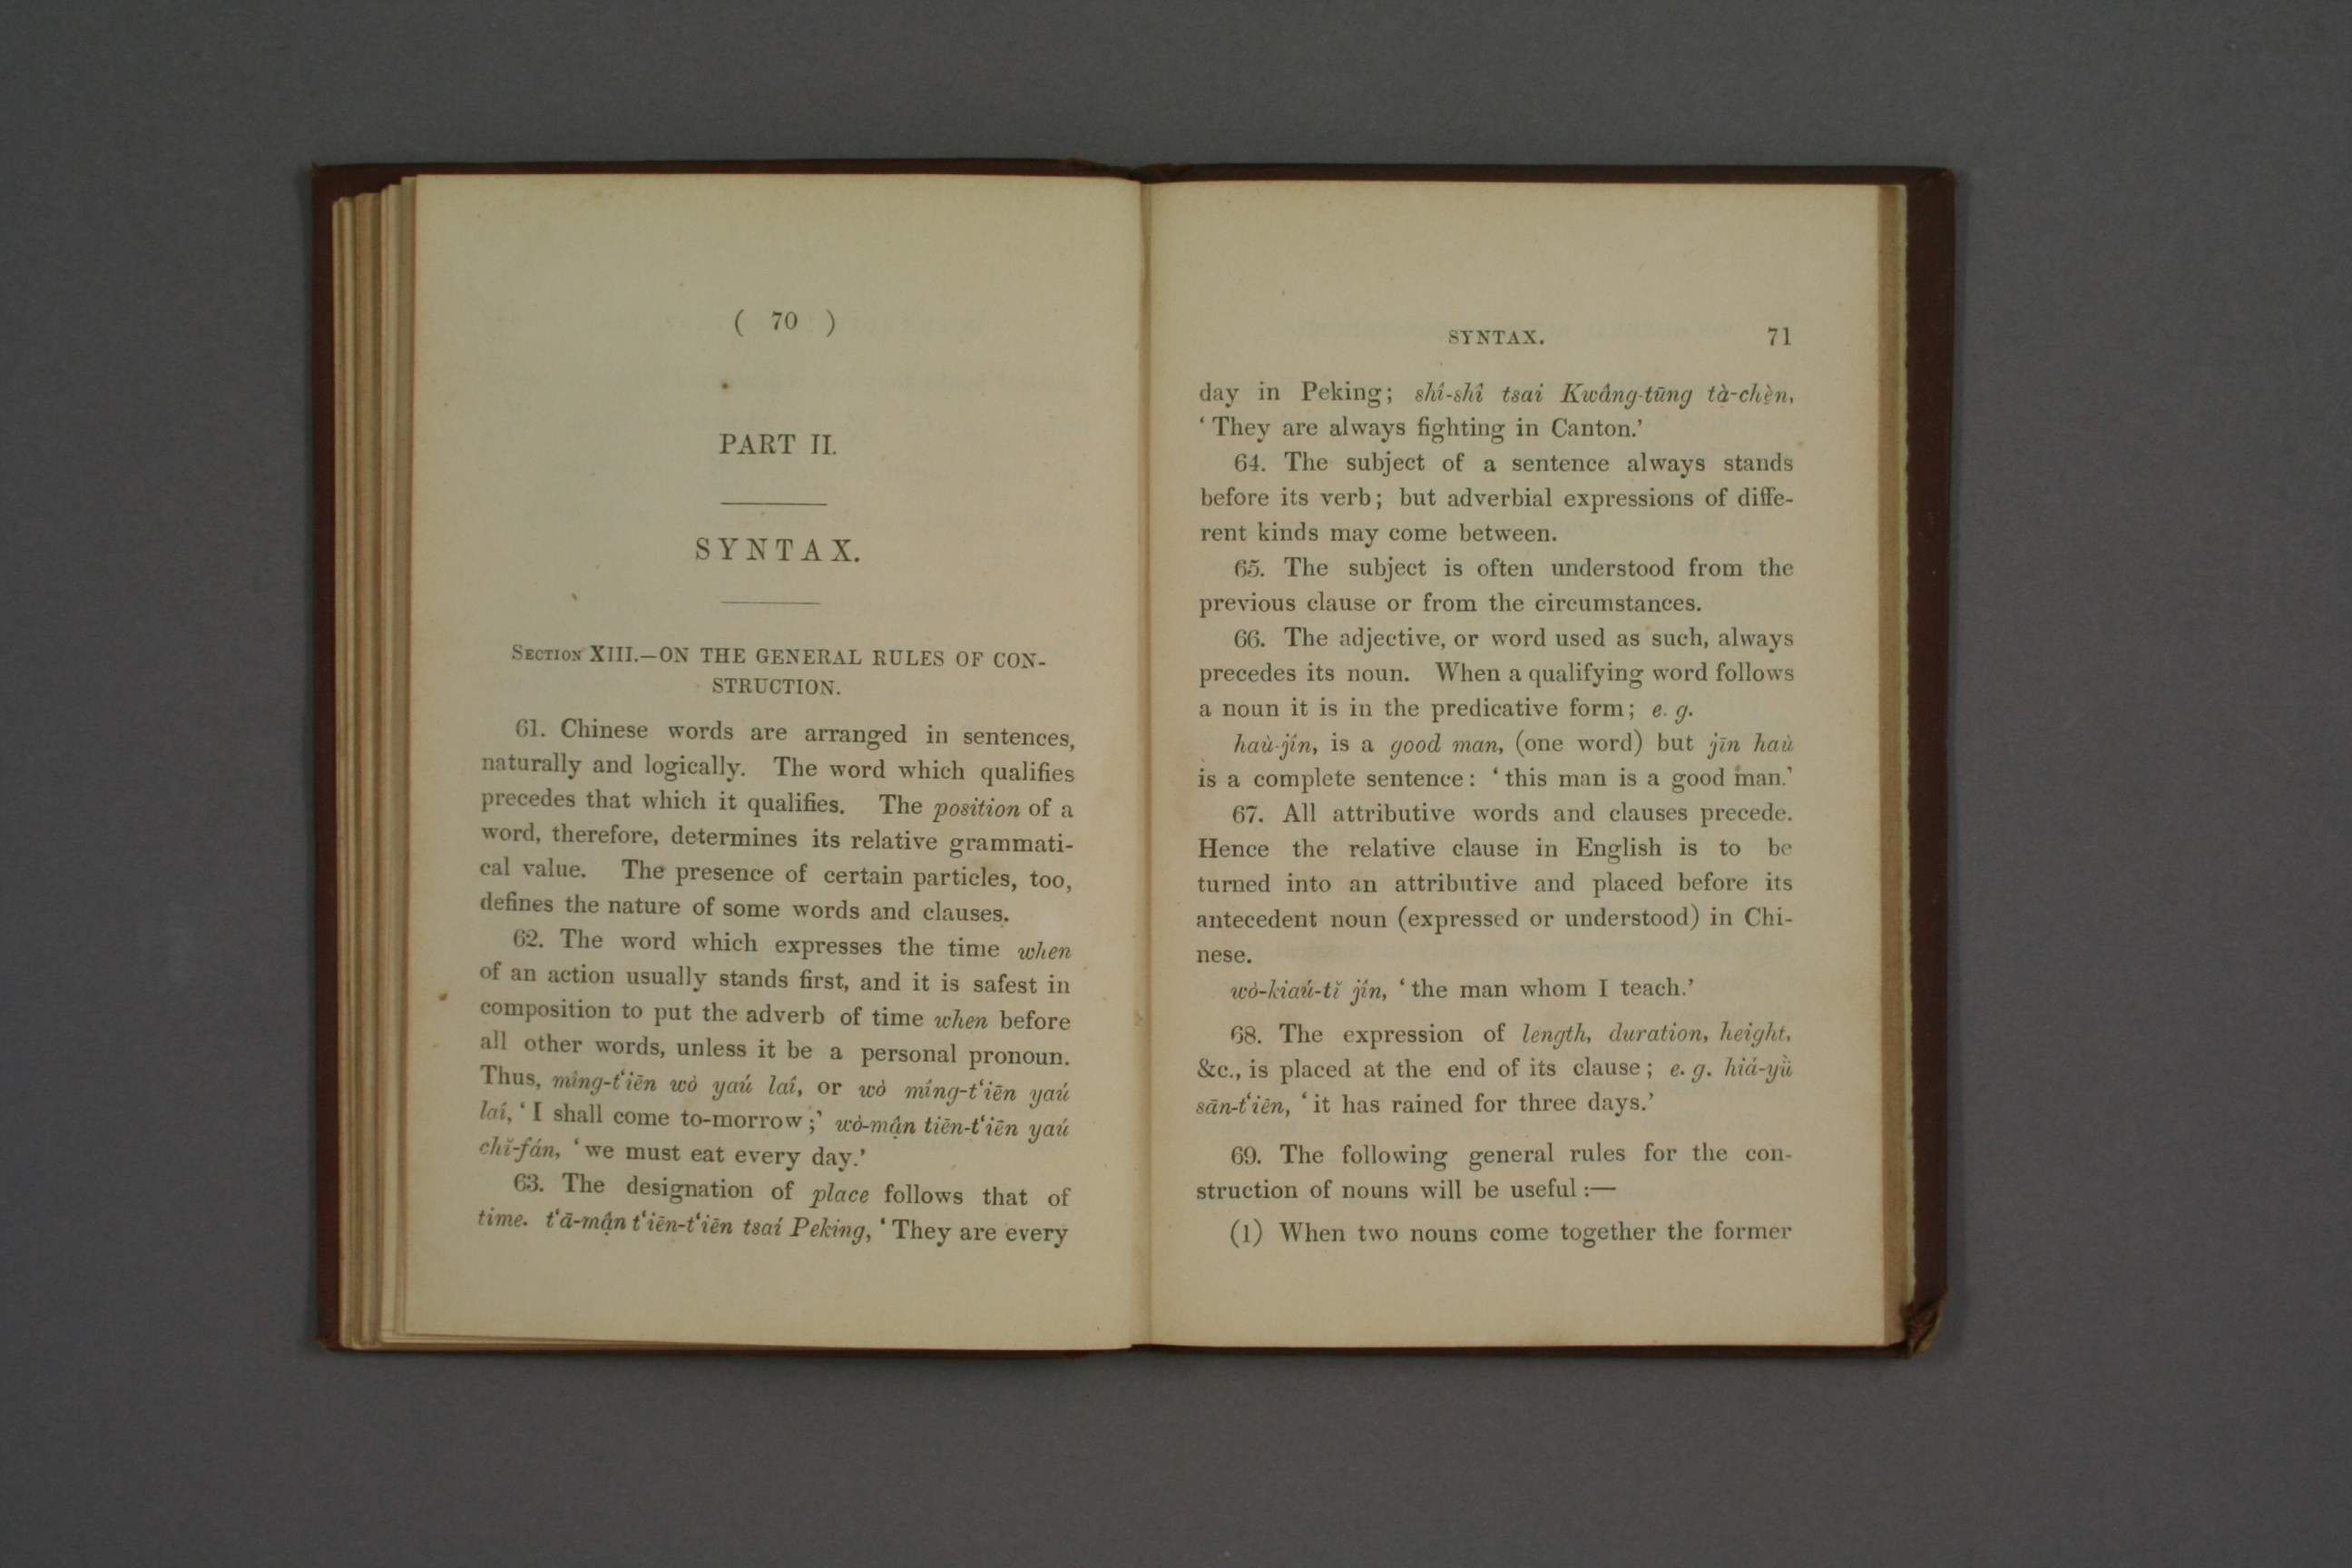 ( 70 )
PART II.
SYNTAX.
SECTION XIII.—ON THE GENERAL RULES OF CON-
STRUCTION.
61. Chinese words are arranged in sentences,
naturally and logically. The word which qualifies
precedes that which it qualifies. The position of a
word, therefore, determines its relative grammati-
cal value. The presence of certain particles, too,
defines the nature of some words and clauses.
62. The word which expresses the time when
of an action usually stands first, and it is safest in
composition to put the adverb of time when before
all other words, unless it be a personal pronoun.
Thus, mîng-t‘iēn wò yaú laî, or wò mîng-t‘iēn yaú
laí, ‘ I shall come to-morrow ;’ wò-mận tiēn-t‘iēn yaú
chĭ-fán, ‘ we must eat every day.’
63. The designation of place follows that of
time. t‘ā-mận t‘iēn-t‘iēn tsaí Peking, ‘ They are every
SYNTAX. 71
day in Peking; shî-shî tsai Kwâng-tūng tà-chẹ̀n,
‘ They are always fighting in Canton.’
64. The subject of a sentence always stands
before its verb; but adverbial expressions of diffe-
rent kinds may come between.
65. The subject is often understood from the
previous clause or from the circumstances.
66. The adjective, or word used as such, always
precedes its noun. When a qualifying word follows
a noun it is in the predicative form; e. g.
haù-jîn, is a good man, (one word) but jīn haù
is a complete sentence: ‘ this man is a good man.’
67. All attributive words and clauses precede.
Hence the relative clause in English is to be
turned into an attributive and placed before its
antecedent noun (expressed or understood) in Chi-
nese.
wò-kiaú-tĭ jîn, ‘ the man whom I teach.’
68. The expression of length, duration, height,
&c., is placed at the end of its clause; e. g. hiá-yǜ
sān-t‘iēn, ‘ it has rained for three days.’
69. The following general rules for the con-
struction of nouns will be useful :—
(1) When two nouns come together the former